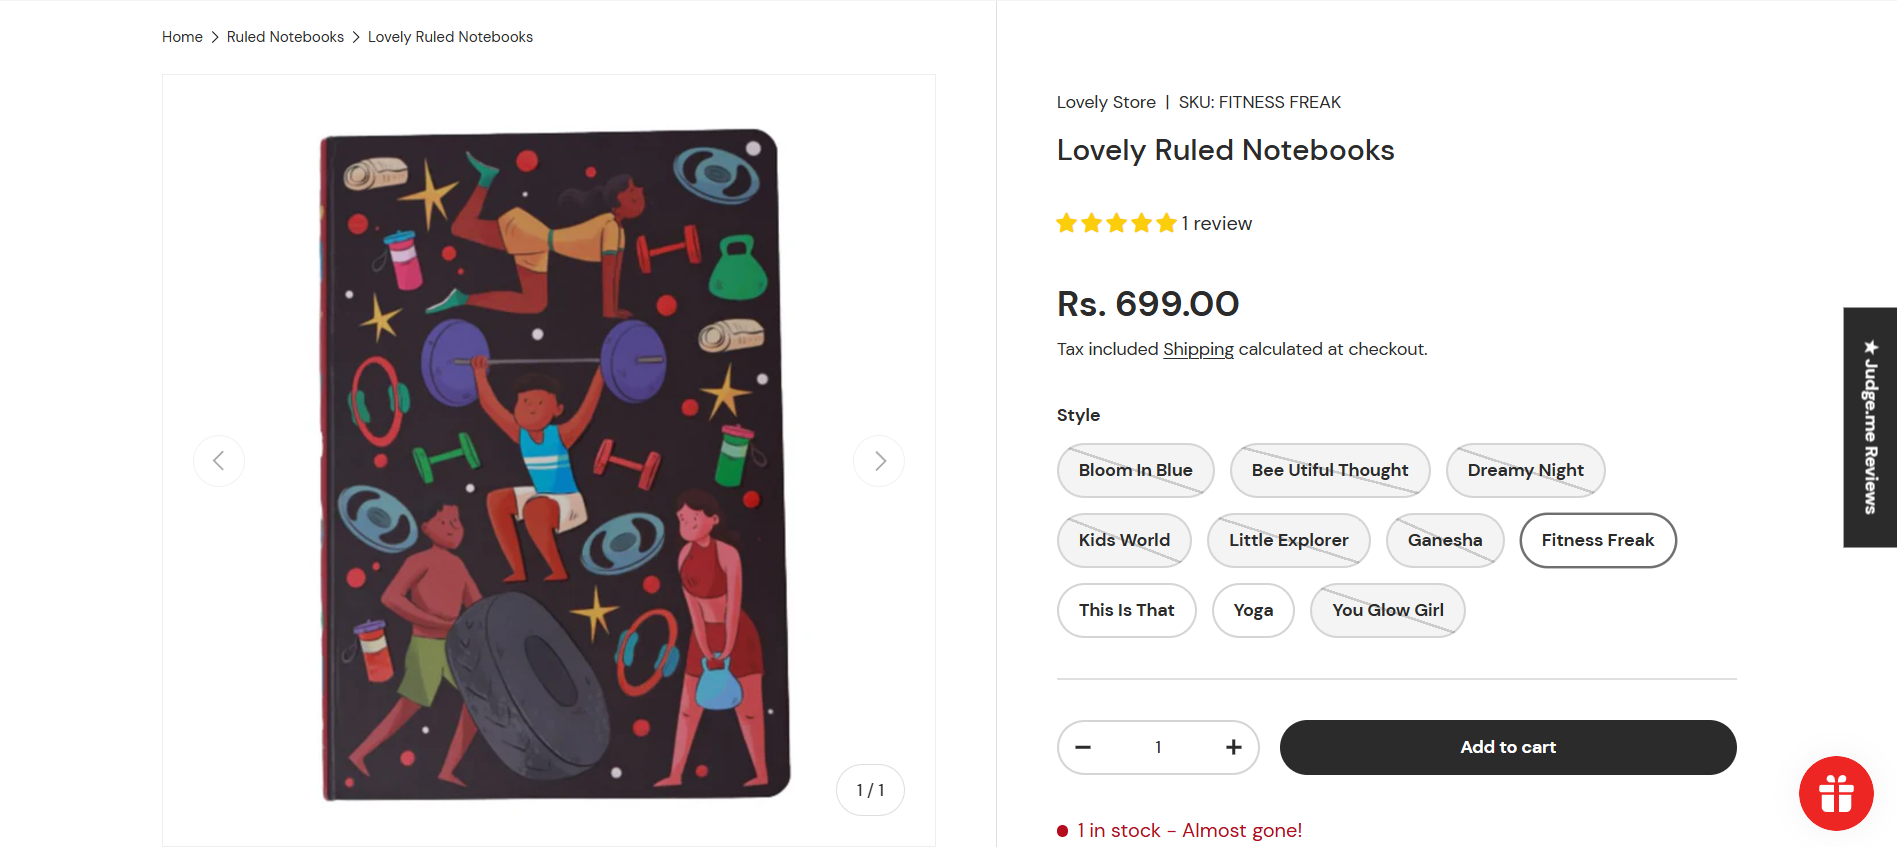 Home > Ruled Notebooks > Lovely Ruled Notebooks
Lovely Store | SKU: FITNESS FREAK
Lovely Ruled Notebooks
1 review
Rs. 699.00
Tax included Shipping calculated at checkout.
Style
Bloom In Blue
Bee Utiful Thought
Dreamy Night
Kids World
Little Explorer
Ganesha
Fitness Freak
This Is That
Yoga
You Glow Girl
1
Add to cart
1 in stock - Almost gone!
1 / 1
★ Judge.me Reviews